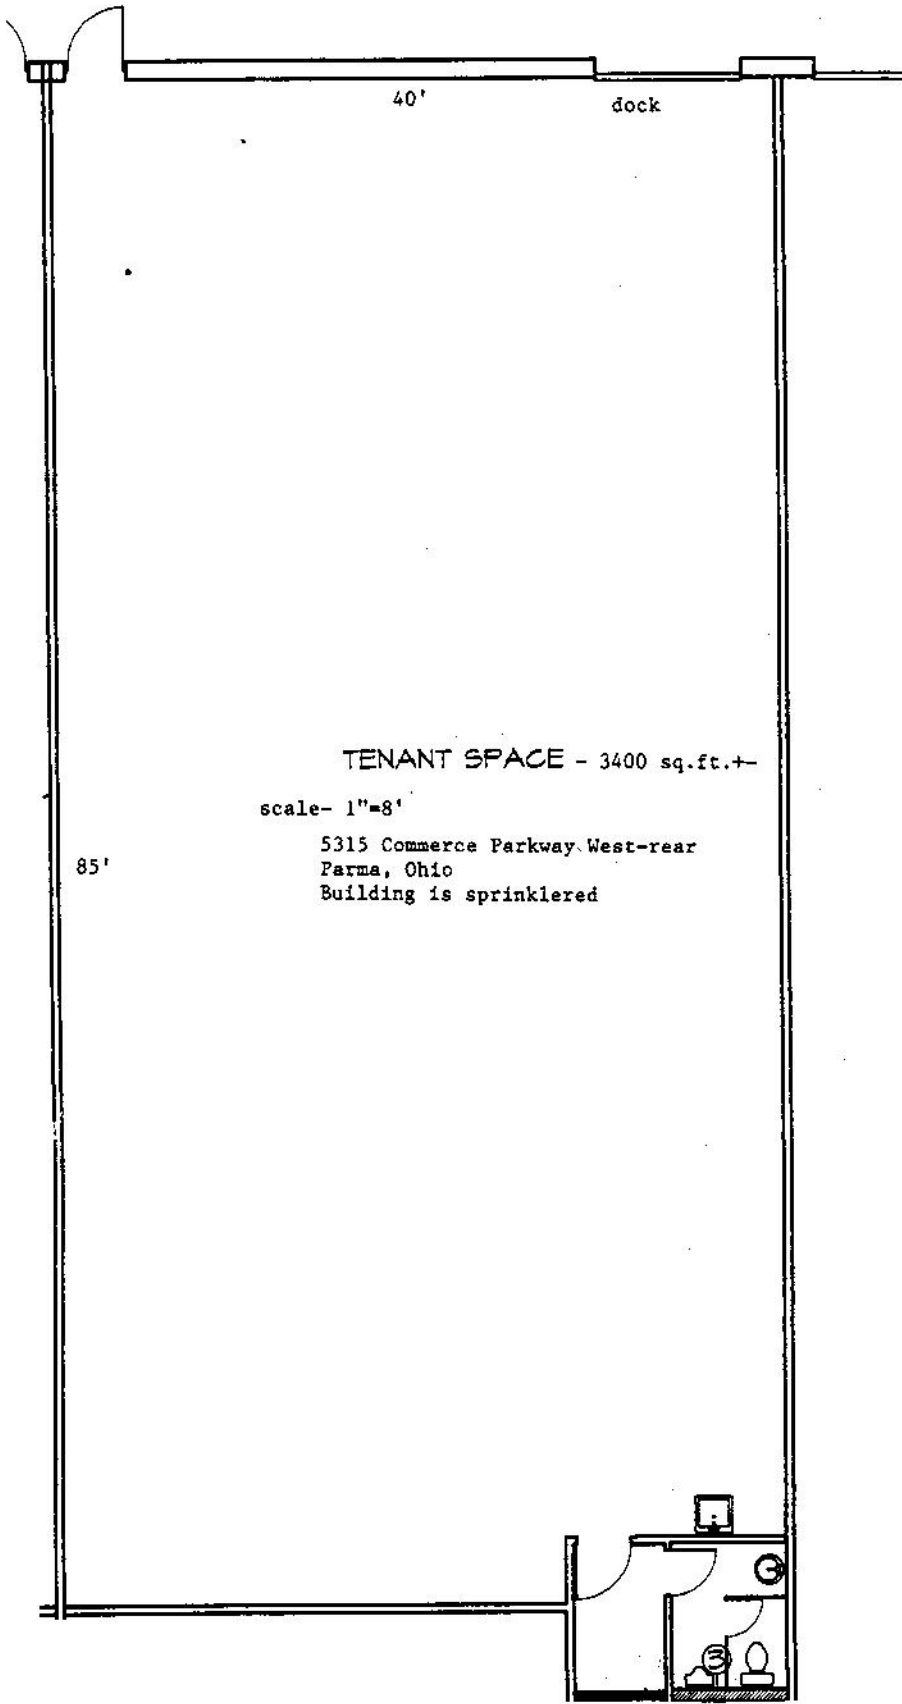 40'
dock
TENANT SPACE - 3400 sq.ft.+-
scale- 1"=8'
5315 Commerce Parkway West-rear
85'
Parma, Ohio
Building is sprinklered
3